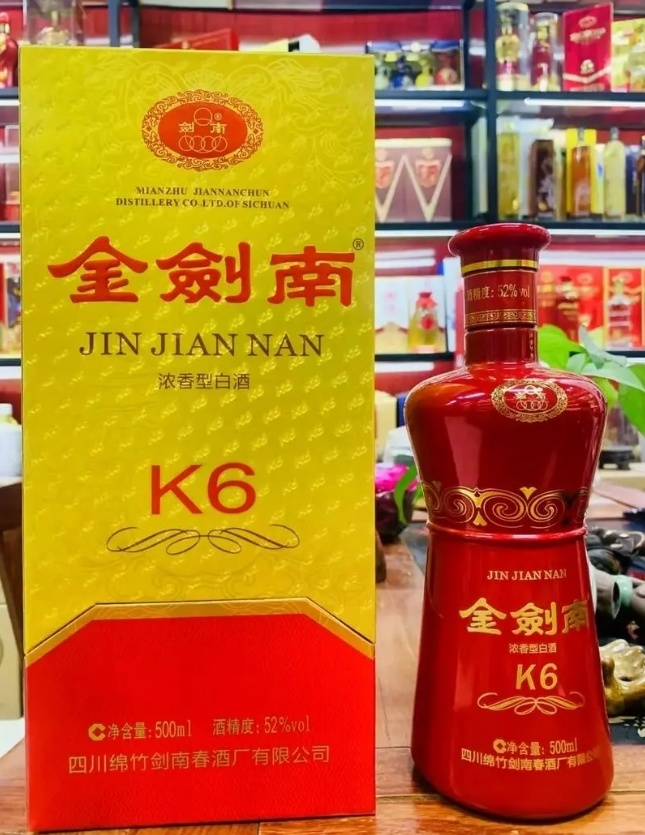 劍南®
MIANZHU JIANNANCHUN
DISTILLERY CO.LTD.OF SICHUAN
金劍南®
JIN JIAN NAN
浓香型白酒
K6
净含量:500ml 酒精度:52%vol
四川绵竹剑南春酒厂有限公司
酒精度:52%vol
JIN JIAN NAN
金劍南
浓香型白酒
K6
净含量:500ml
四川绵竹剑南春酒厂有限公司